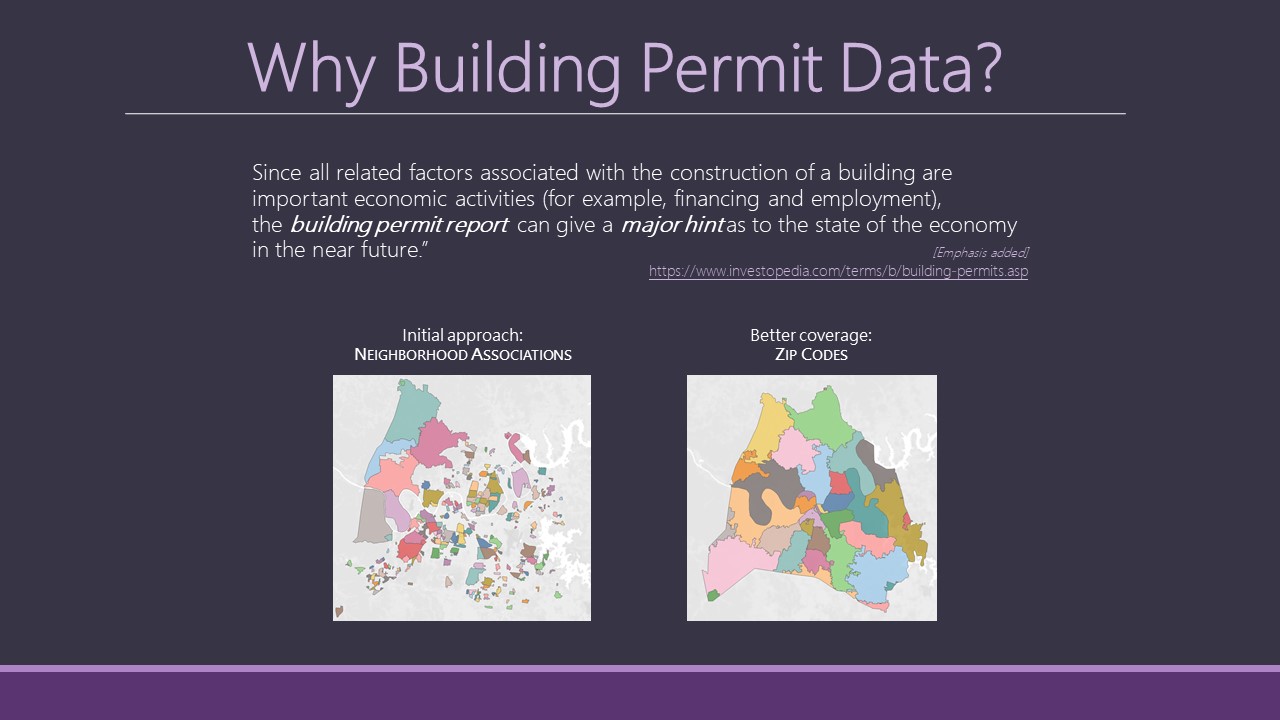 Why Building Permit Data?
Since all related factors associated with the construction of a building are
important economic activities (for example, financing and employment),
the building permit report can give a major hint as to the state of the economy
in the near future.”
[Emphasis added]
https://www.investopedia.com/terms/b/building-permits.asp
Initial approach:
NEIGHBORHOOD ASSOCIATIONS
Better coverage:
ZIP CODES